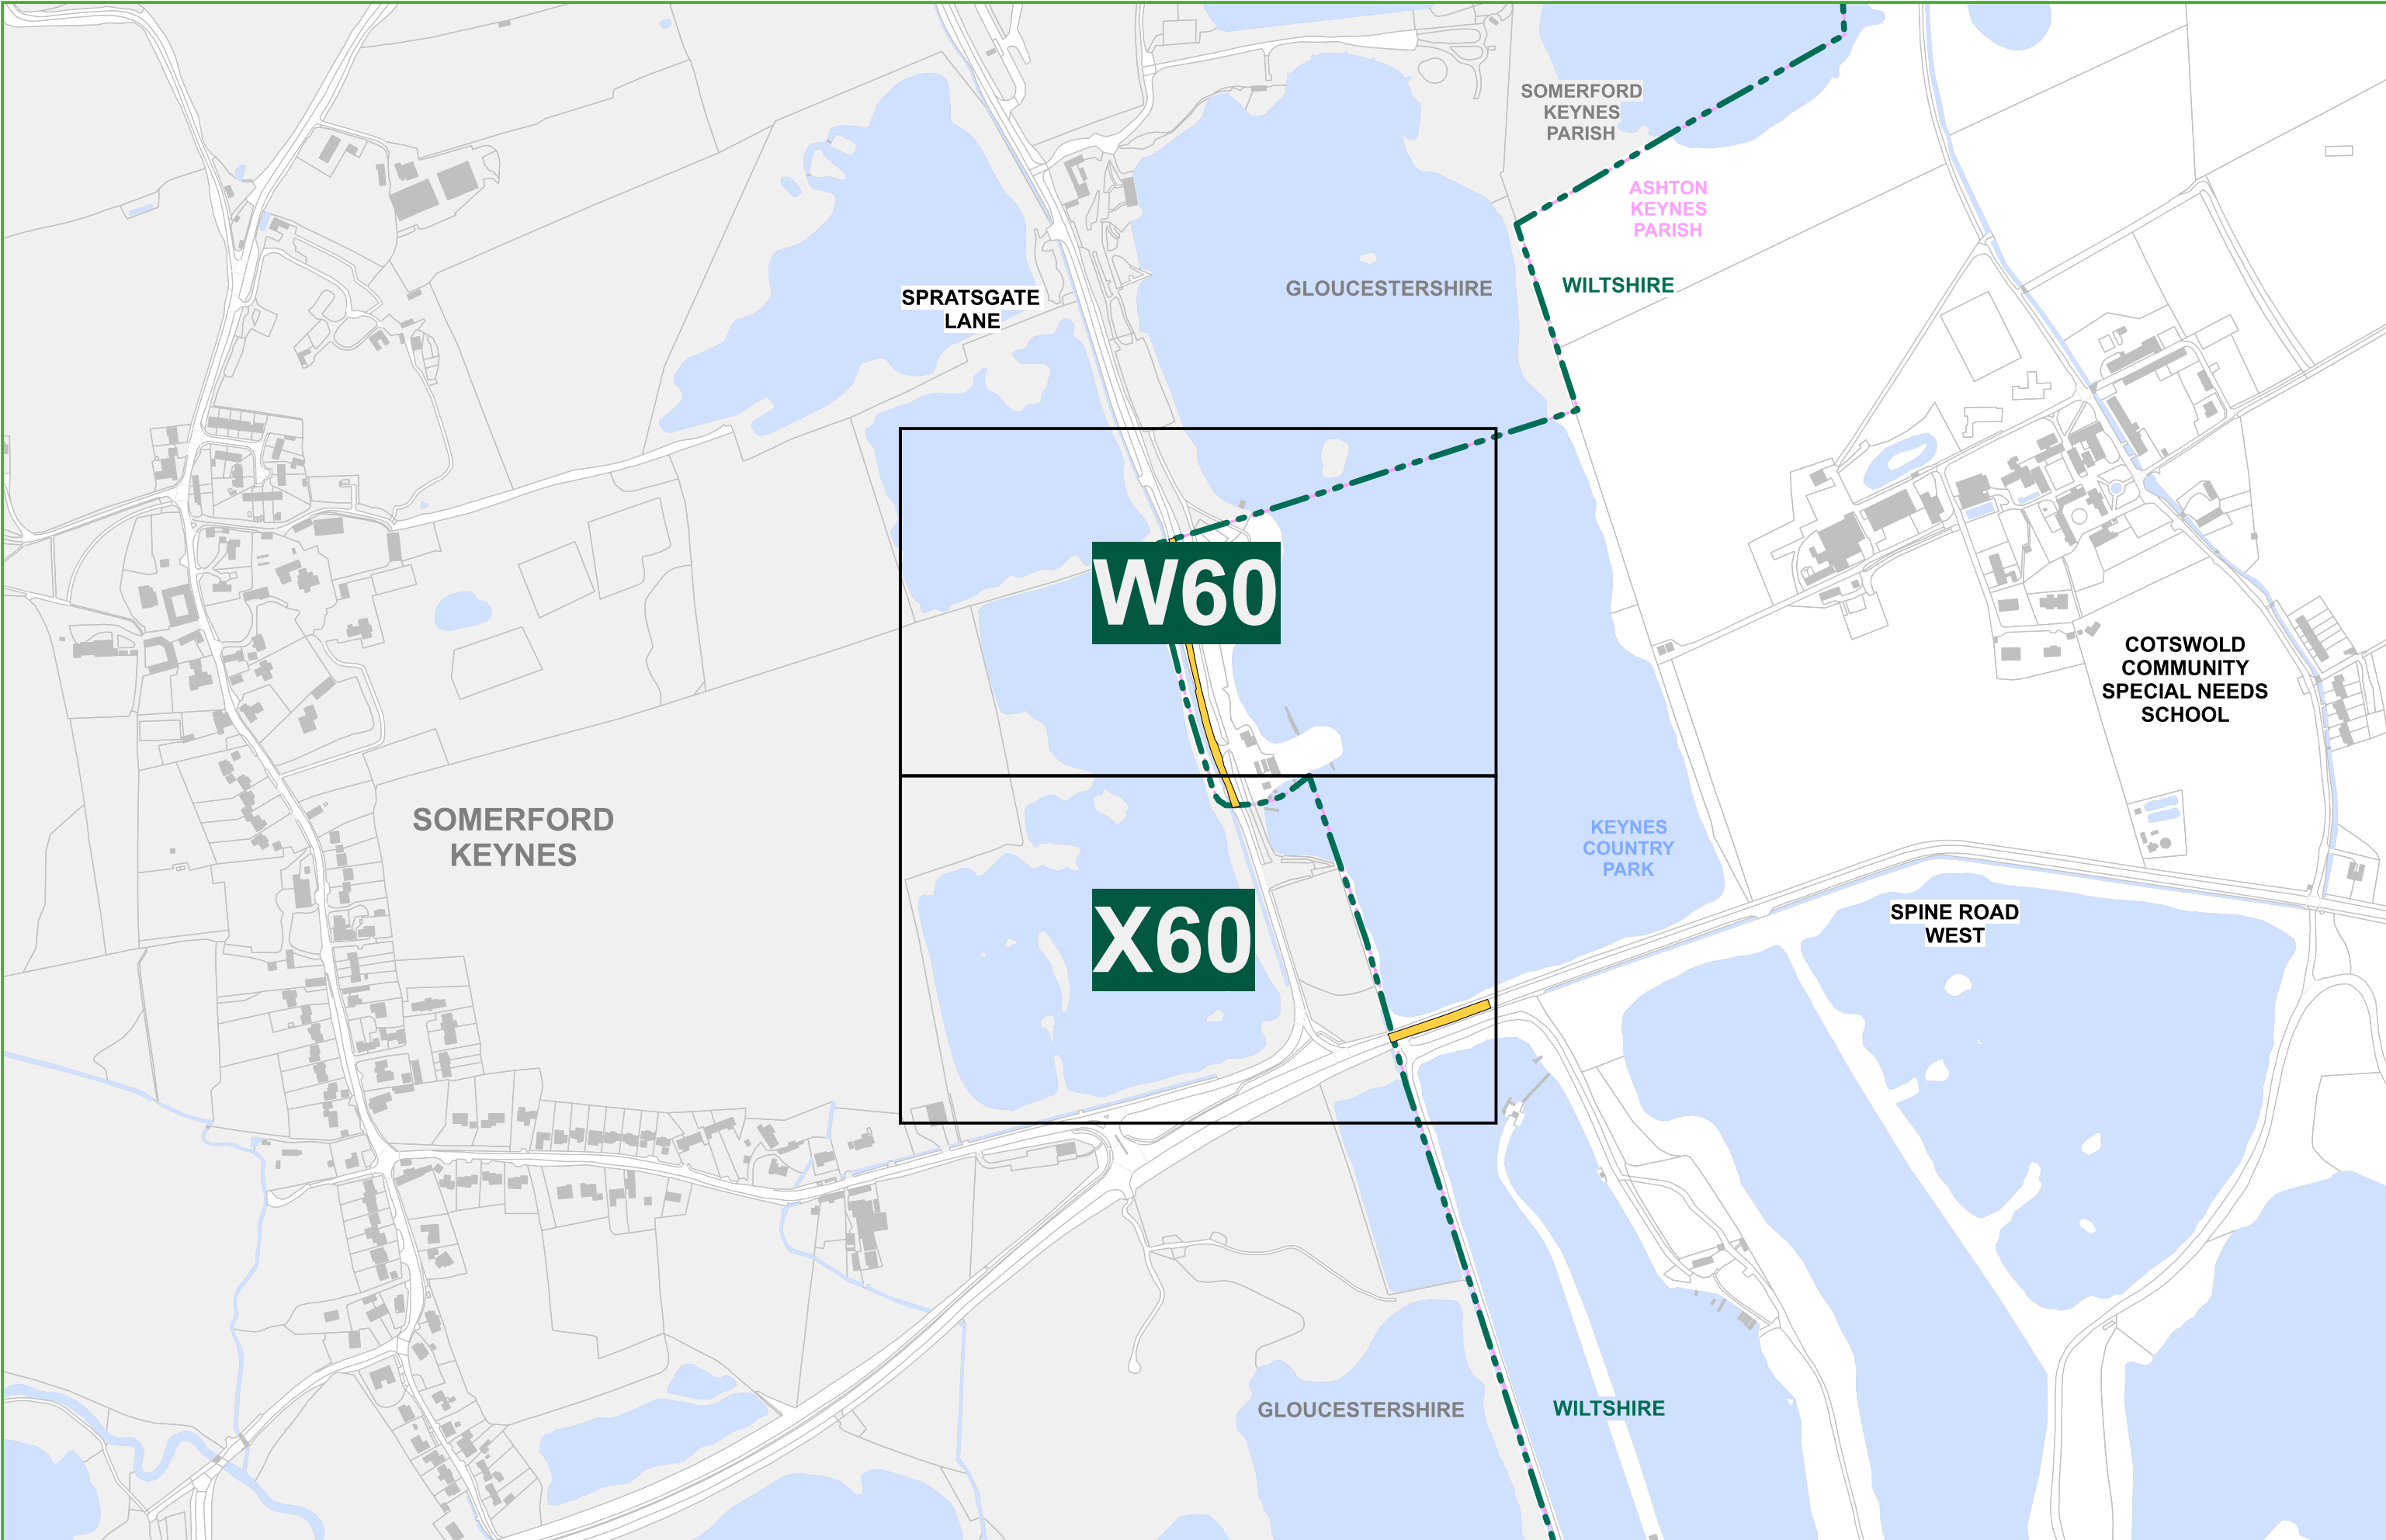 SOMERFORD
KEYNES
PARISH
ASHTON
KEYNES
PARISH
GLOUCESTERSHIRE
WILTSHIRE
SPRATSGATE
LANE
W60
COTSWOLD
COMMUNITY
SPECIAL NEEDS
SCHOOL
SOMERFORD
KEYNES
KEYNES
COUNTRY
PARK
X60
SPINE ROAD
WEST
GLOUCESTERSHIRE
WILTSHIRE